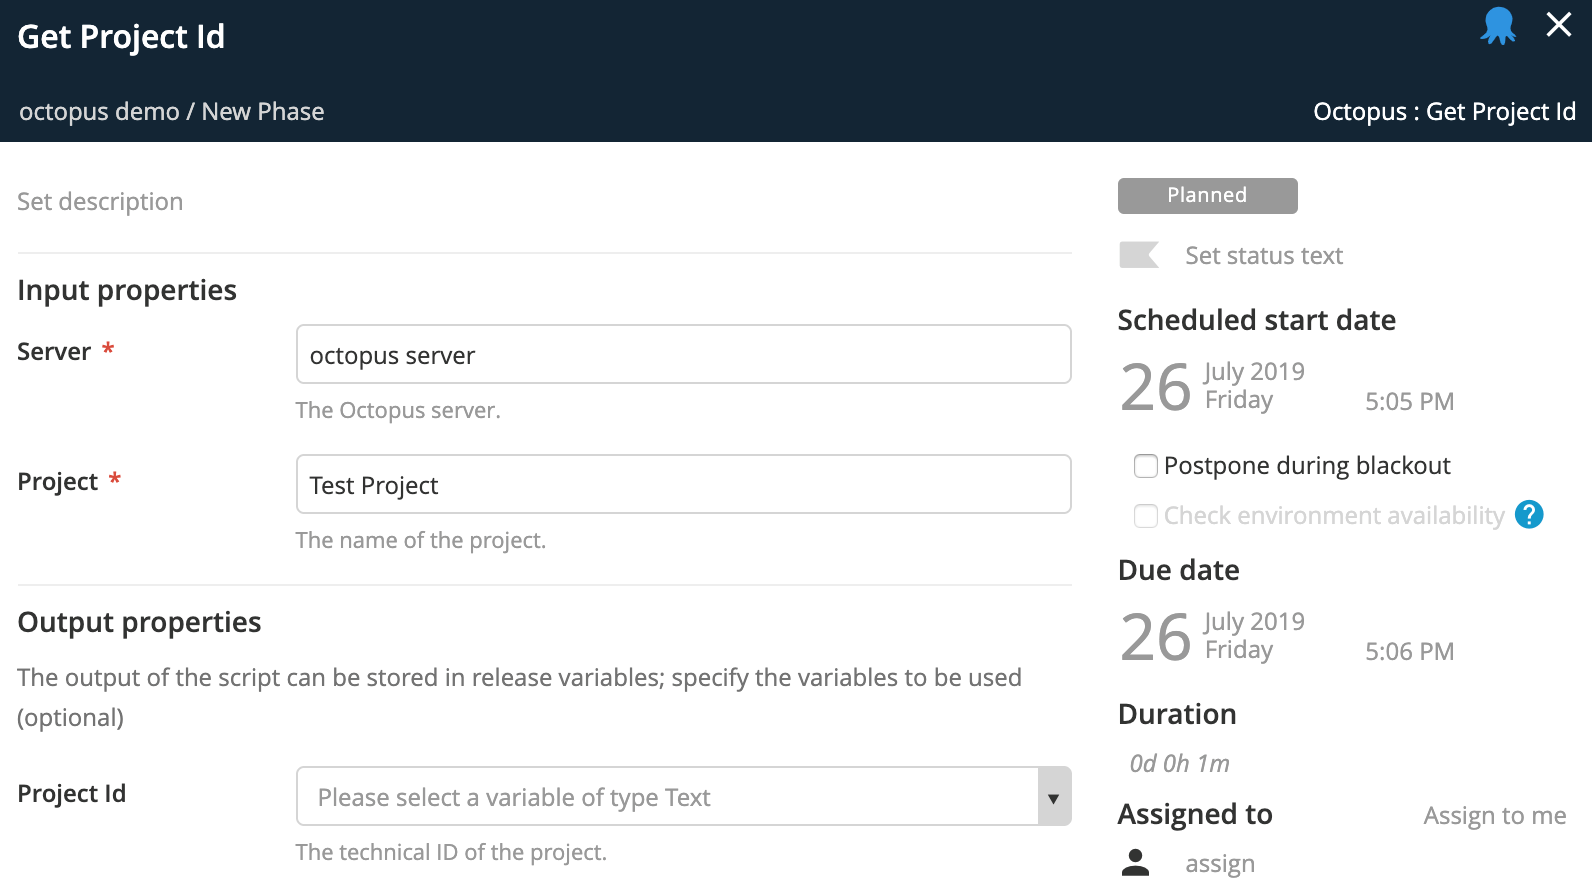 Get Project Id
octopus demo / New Phase
Octopus : Get Project Id
Set description
Input properties
Server *
octopus server
The Octopus server.
Project *
Test Project
The name of the project.
Output properties
The output of the script can be stored in release variables; specify the variables to be used
(optional)
Project Id
Please select a variable of type Text
The technical ID of the project.
Planned
Set status text
Scheduled start date
26
July 2019
Friday
5:05 PM
Postpone during blackout
Check environment availability ?
Due date
26
July 2019
Friday
5:06 PM
Duration
0d 0h 1m
Assigned to
Assign to me
assign